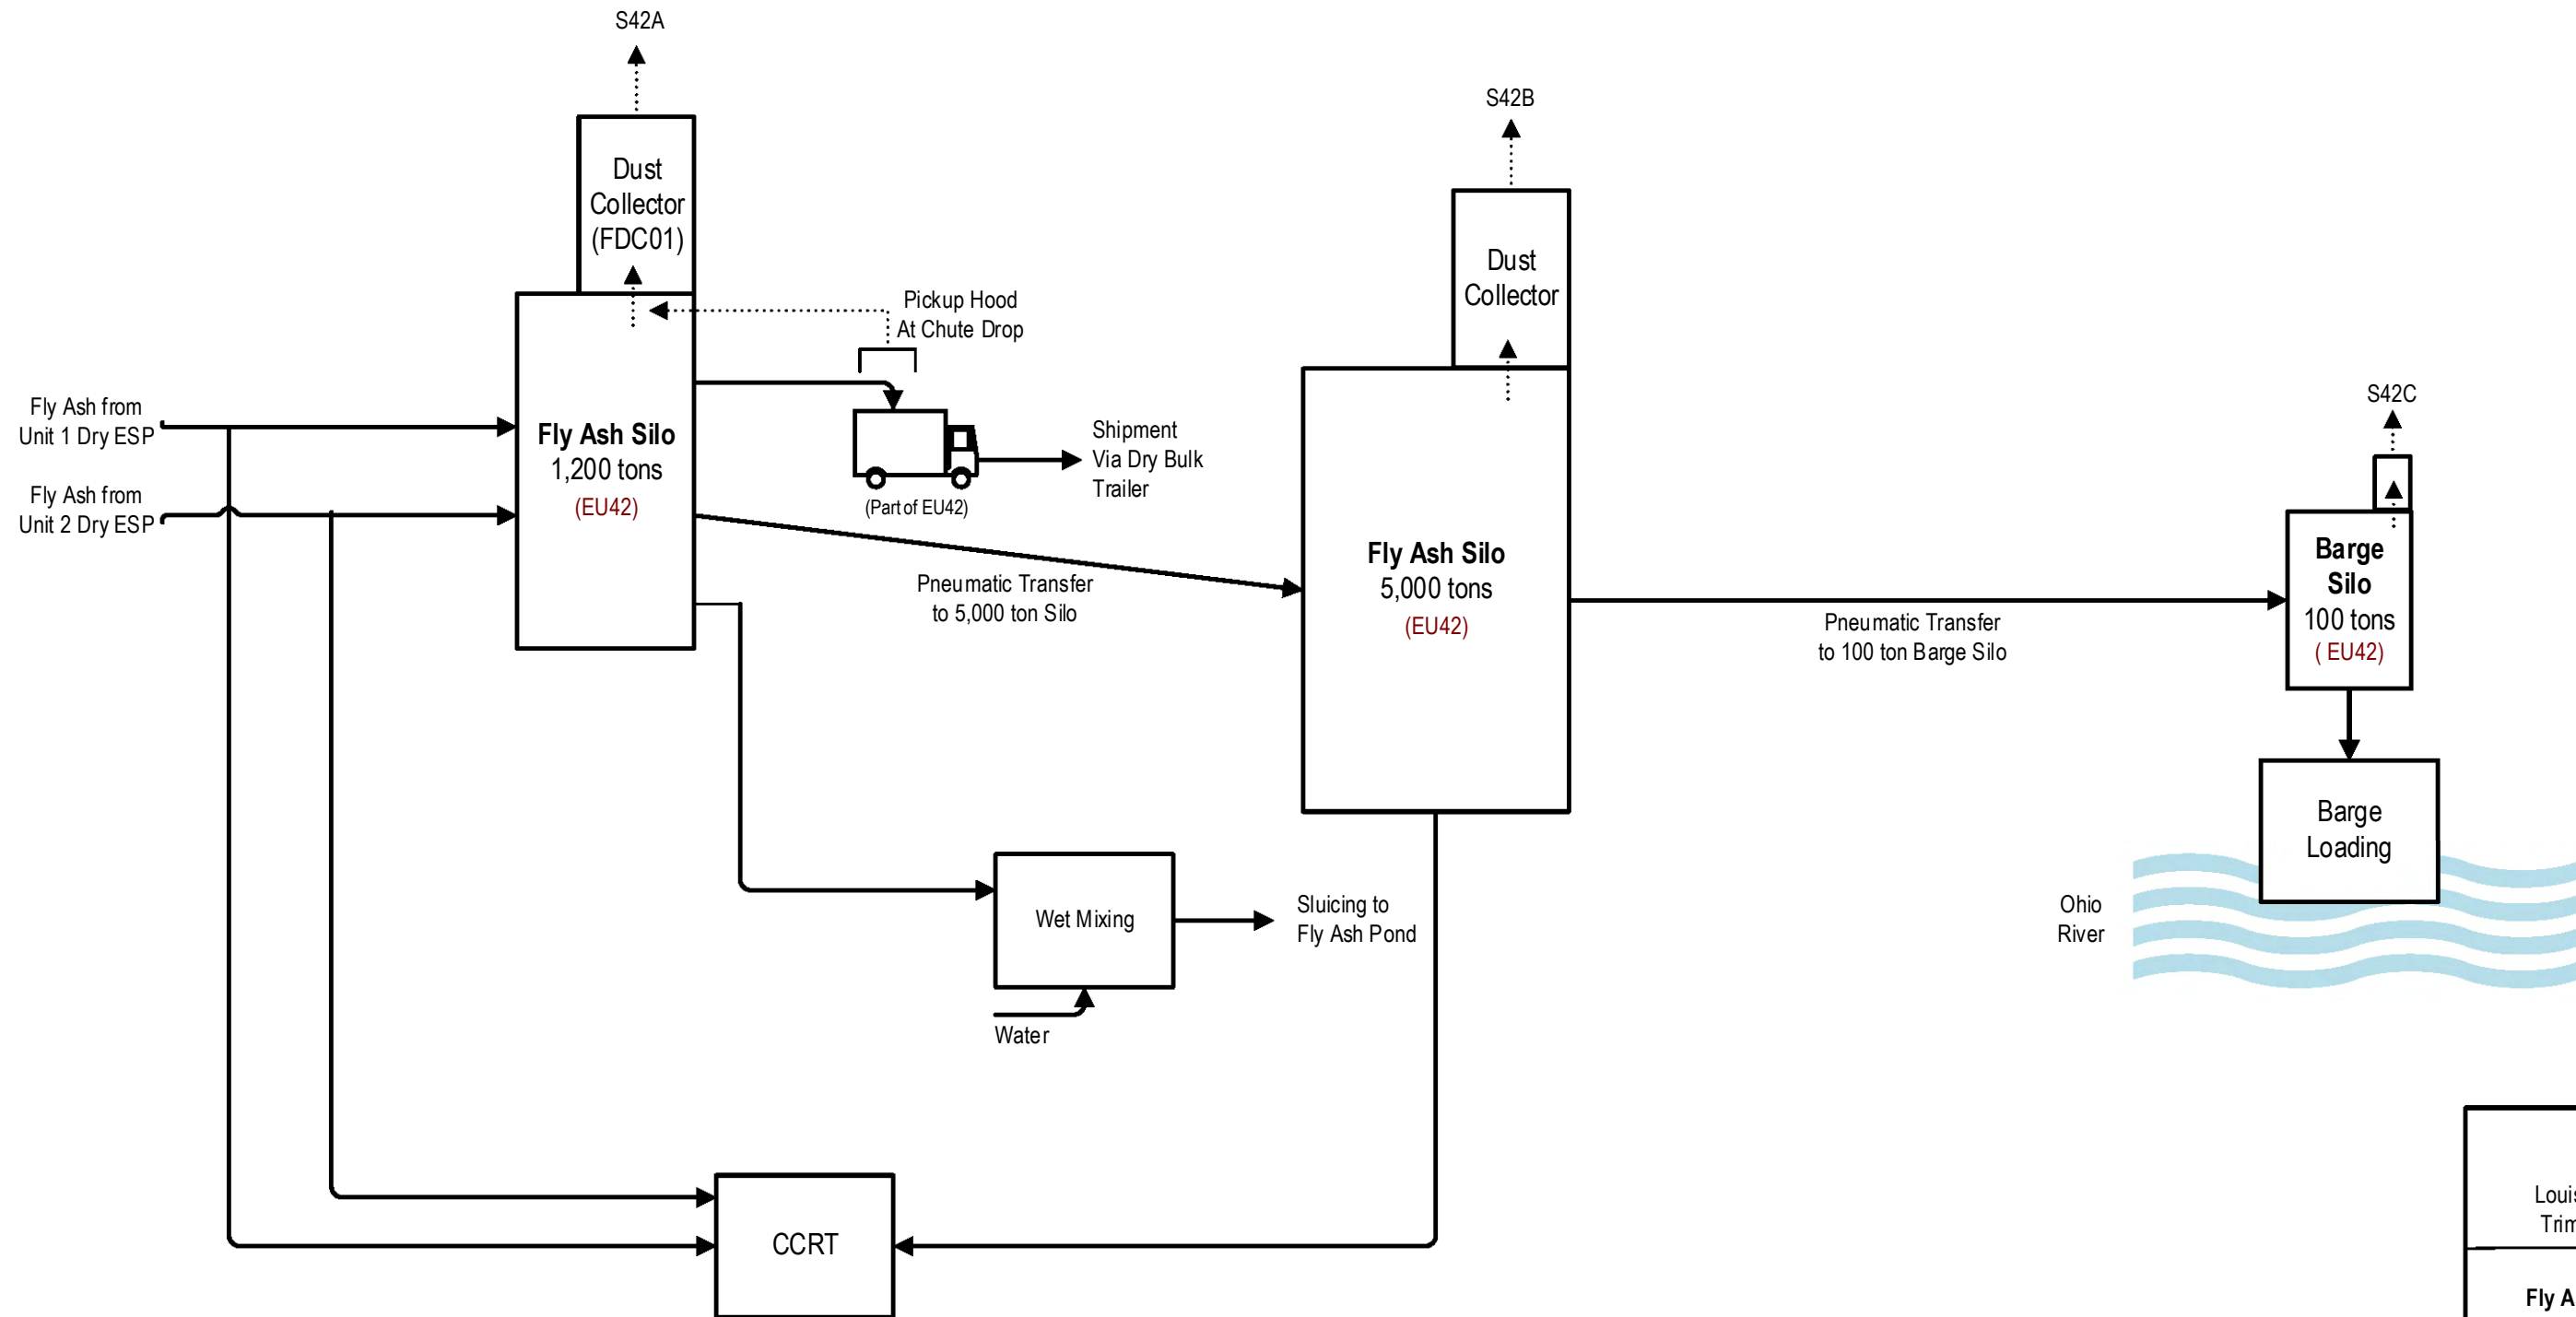 S42A
Dust
Collector
(FDC01)
Pickup Hood
At Chute Drop
Fly Ash from
Unit 1 Dry ESP
Fly Ash from
Unit 2 Dry ESP
Fly Ash Silo
1,200 tons
(EU42)
(Part of EU42)
Shipment
Via Dry Bulk
Trailer
Pneumatic Transfer
to 5,000 ton Silo
S42B
Dust
Collector
Fly Ash Silo
5,000 tons
(EU42)
Pneumatic Transfer
to 100 ton Barge Silo
S42C
Barge
Silo
100 tons
( EU42)
Barge
Loading
Ohio
River
Wet Mixing
Sluicing to
Fly Ash Pond
Water
CCRT
Fly A